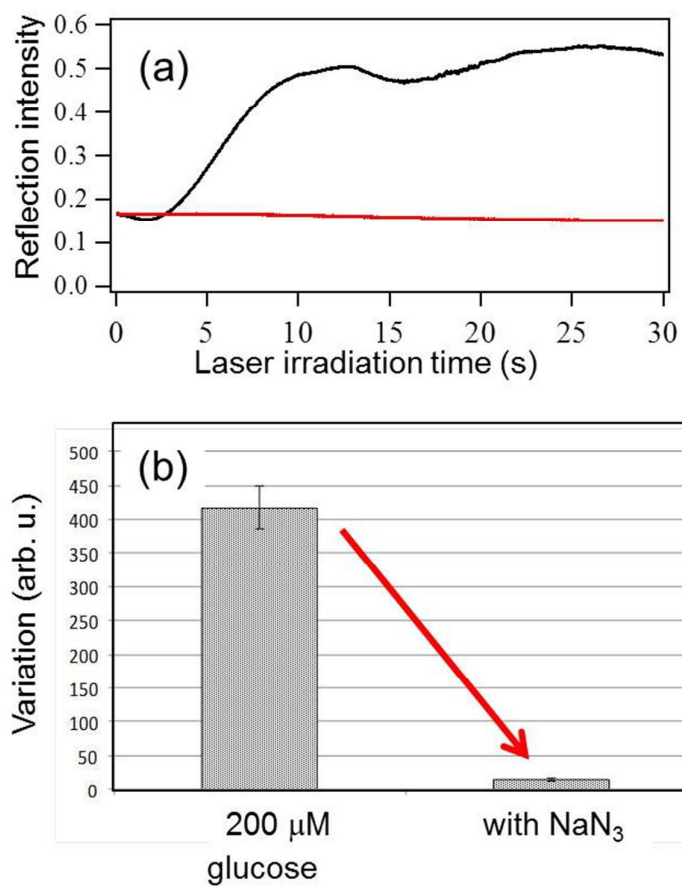 0.6
0.5
0.4
0.3
0.2
0.1
0.0
Reflection intensity
(a)
0 5 10 15 20 25 30
Laser irradiation time (s)
500
450
400
350
300
250
200
150
100
50
0
Variation (arb. u.)
(b)
200 μM
glucose
with NaN₃